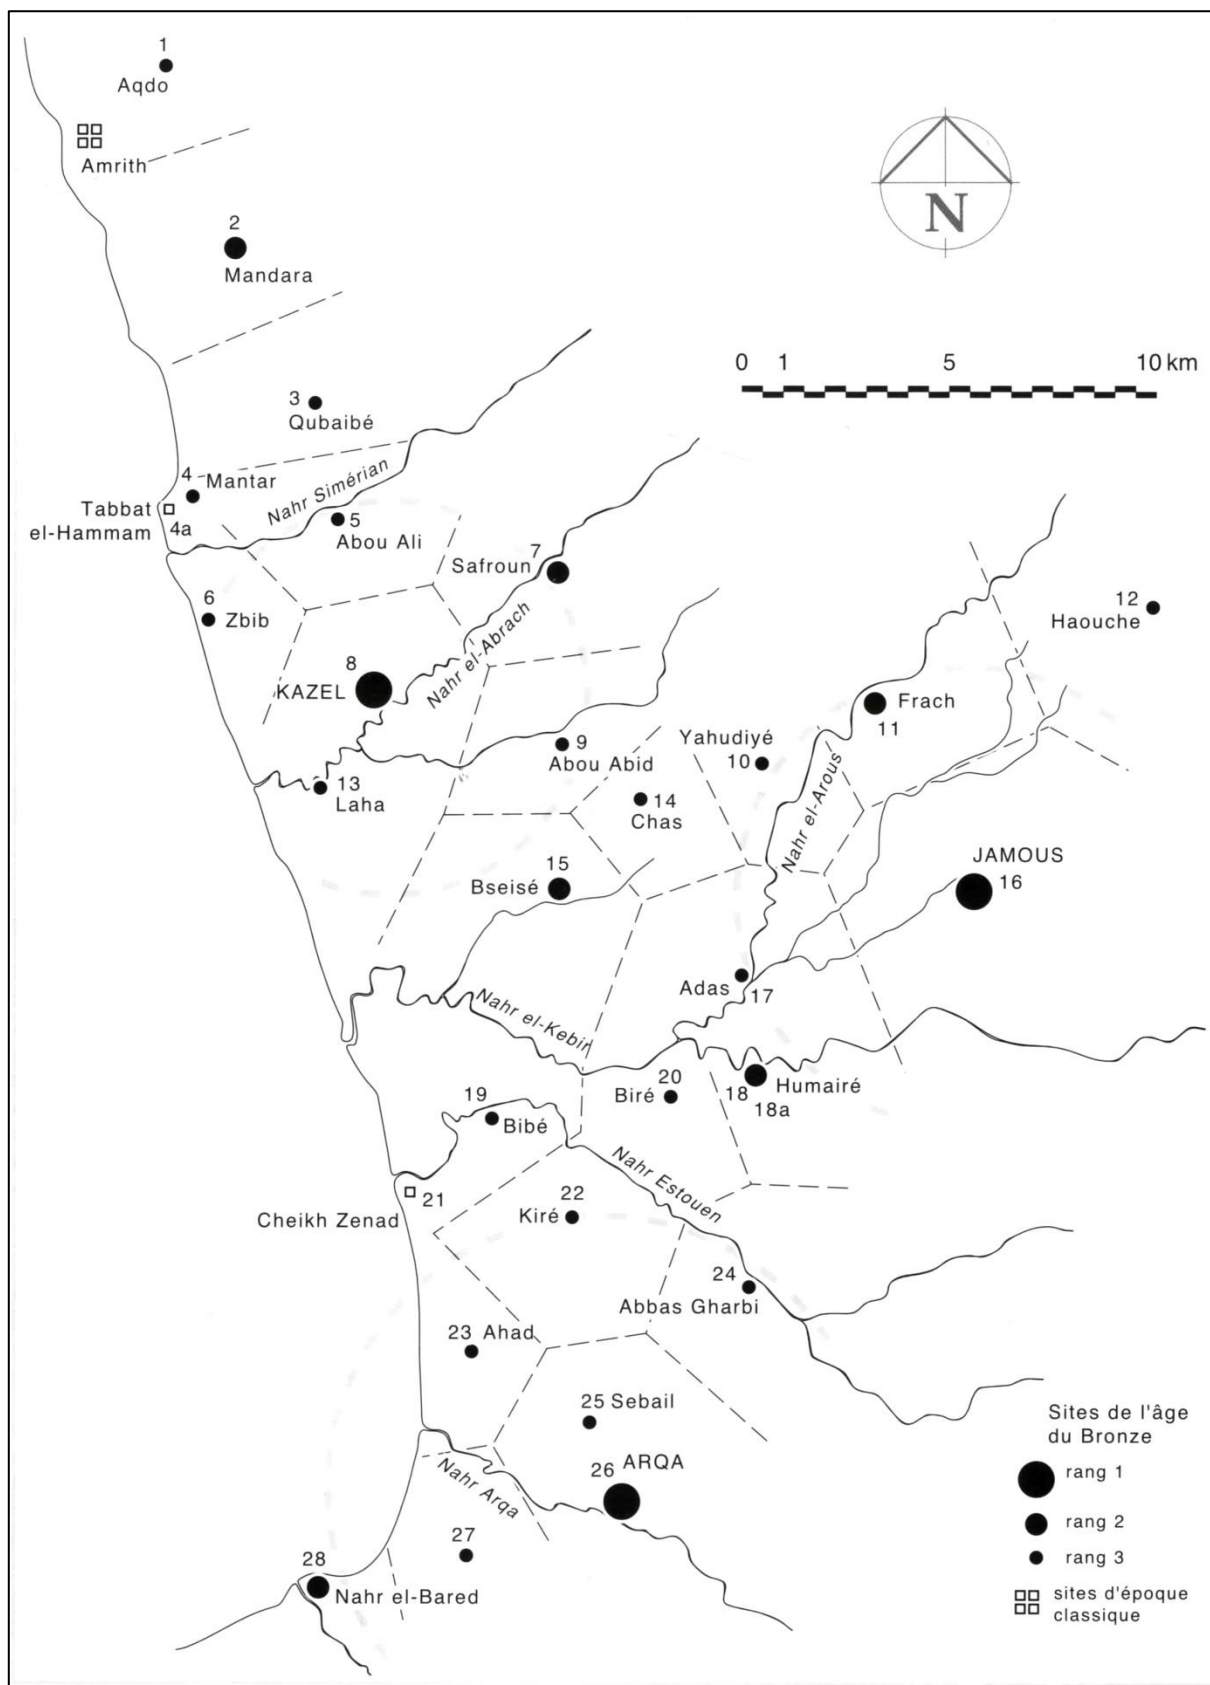 1
Aqdo
Amrith
2
Mandara
N
0 1 5 10 km
3
Qubaibé
4
Mantar
Nahr Simérian
Tabbat
el-Hammam
4a
5
Abou Ali
7
Safroun
6
Zbib
12
Haouche
8
KAZEL
Nahr el-Abrach
Frach
11
Yahudiyé
10
9
Abou Abid
13
Laha
14
Chas
Nahr el-Arous
JAMOUS
16
15
Bseisé
Adas
17
Nahr el-Kebir
20
Biré
18
Humairé
18a
19
Bibé
Nahr Estouen
21
Cheikh Zenad
22
Kiré
24
Abbas Gharbi
23 Ahad
25 Sebail
Sites de l'âge
du Bronze
rang 1
rang 2
rang 3
sites d'époque
classique
26
ARQA
Nahr Arqa
27
28
Nahr el-Bared